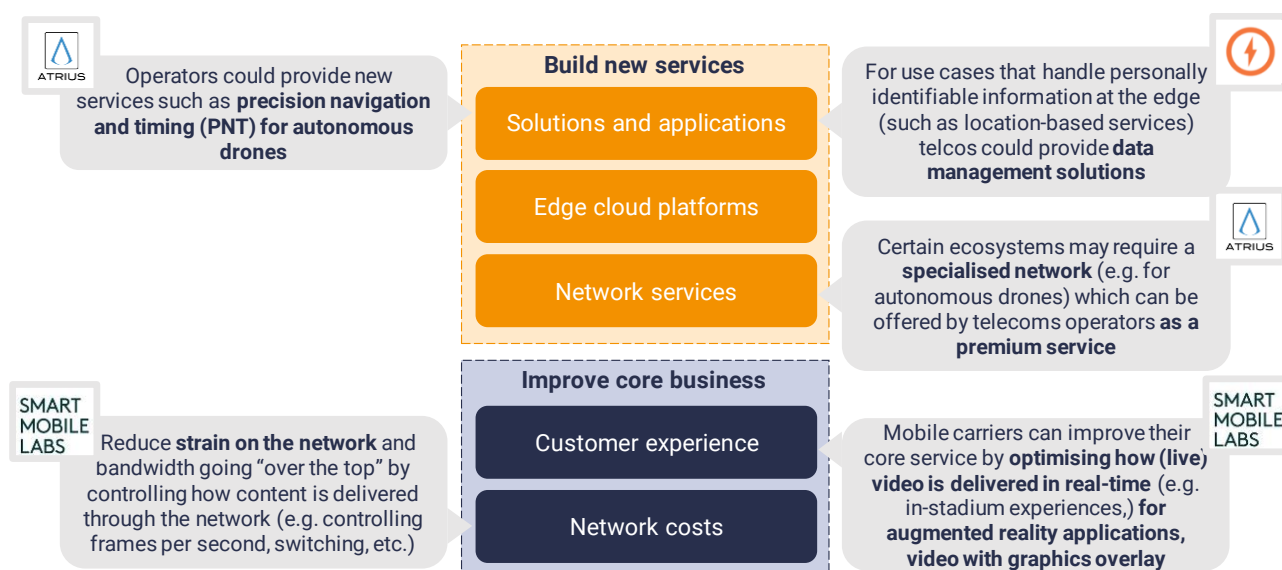 ATRIUS
Operators could provide new
services such as precision navigation
and timing (PNT) for autonomous
drones
Build new services
Solutions and applications
Edge cloud platforms
Network services
For use cases that handle personally
identifiable information at the edge
(such as location-based services)
telcos could provide data
management solutions
ATRIUS
Certain ecosystems may require a
specialised network (e.g. for
autonomous drones) which can be
offered by telecoms operators as a
premium service
Improve core business
Customer experience
Network costs
SMART
MOBILE
LABS
Reduce strain on the network and
bandwidth going “over the top” by
controlling how content is delivered
through the network (e.g. controlling
frames per second, switching, etc.)
SMART
MOBILE
LABS
Mobile carriers can improve their
core service by optimising how (live)
video is delivered in real-time (e.g.
in-stadium experiences,) for
augmented reality applications,
video with graphics overlay